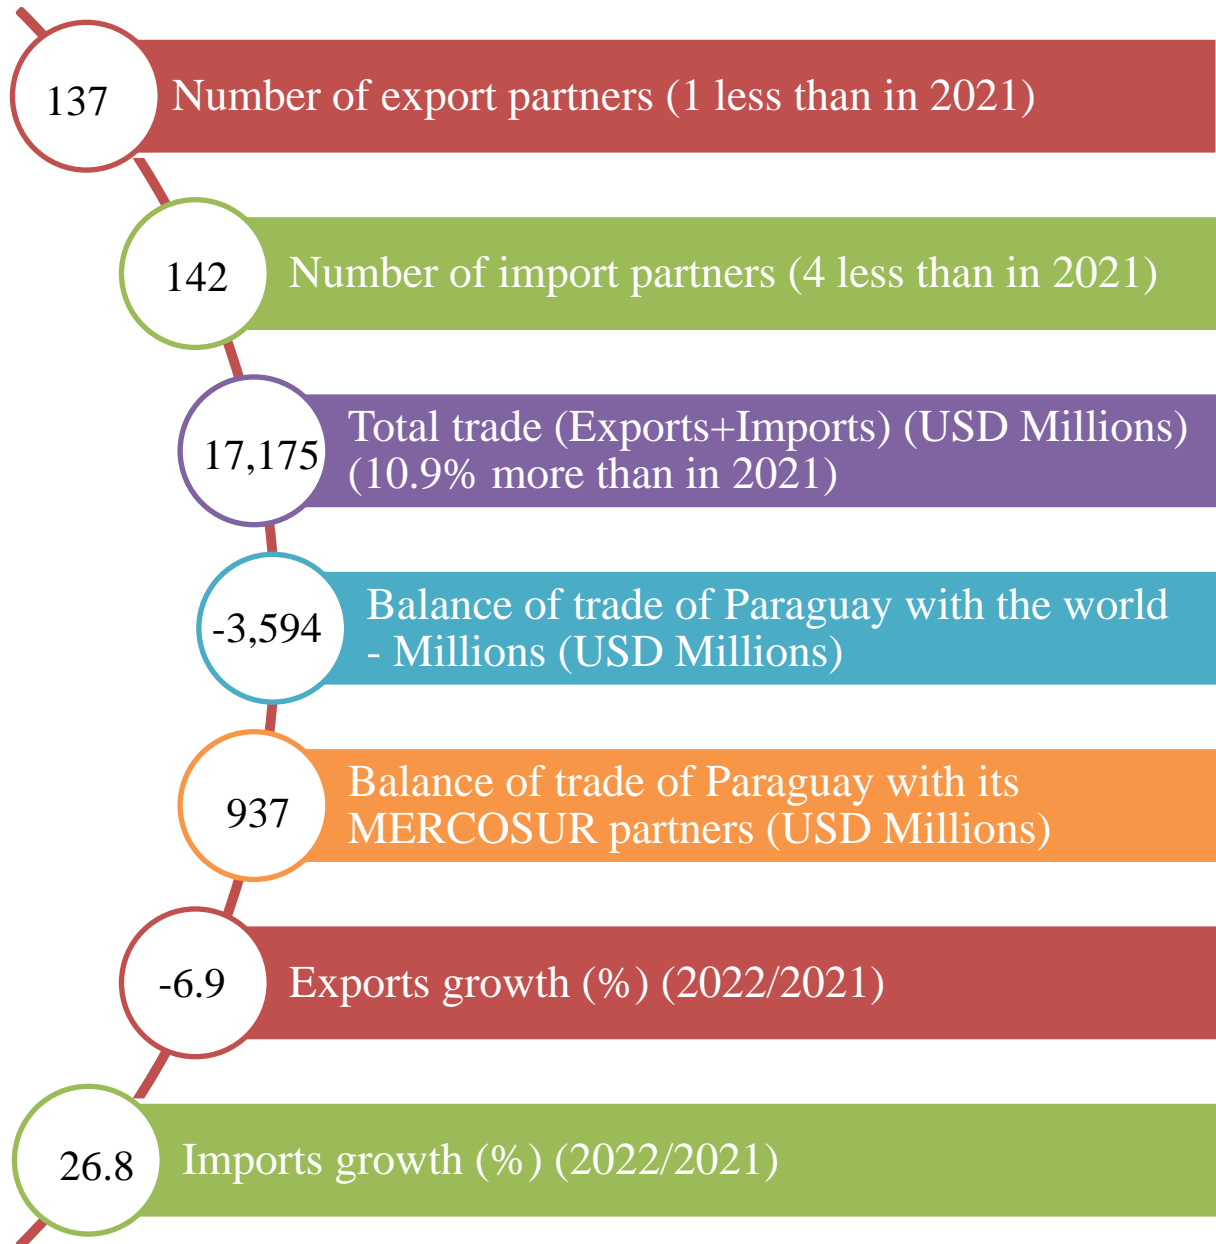 137
Number of export partners (1 less than in 2021)
142
Number of import partners (4 less than in 2021)
17,175
Total trade (Exports+Imports) (USD Millions)
(10.9% more than in 2021)
-3,594
Balance of trade of Paraguay with the world
- Millions (USD Millions)
937
Balance of trade of Paraguay with its
MERCOSUR partners (USD Millions)
-6.9
Exports growth (%) (2022/2021)
26.8
Imports growth (%) (2022/2021)